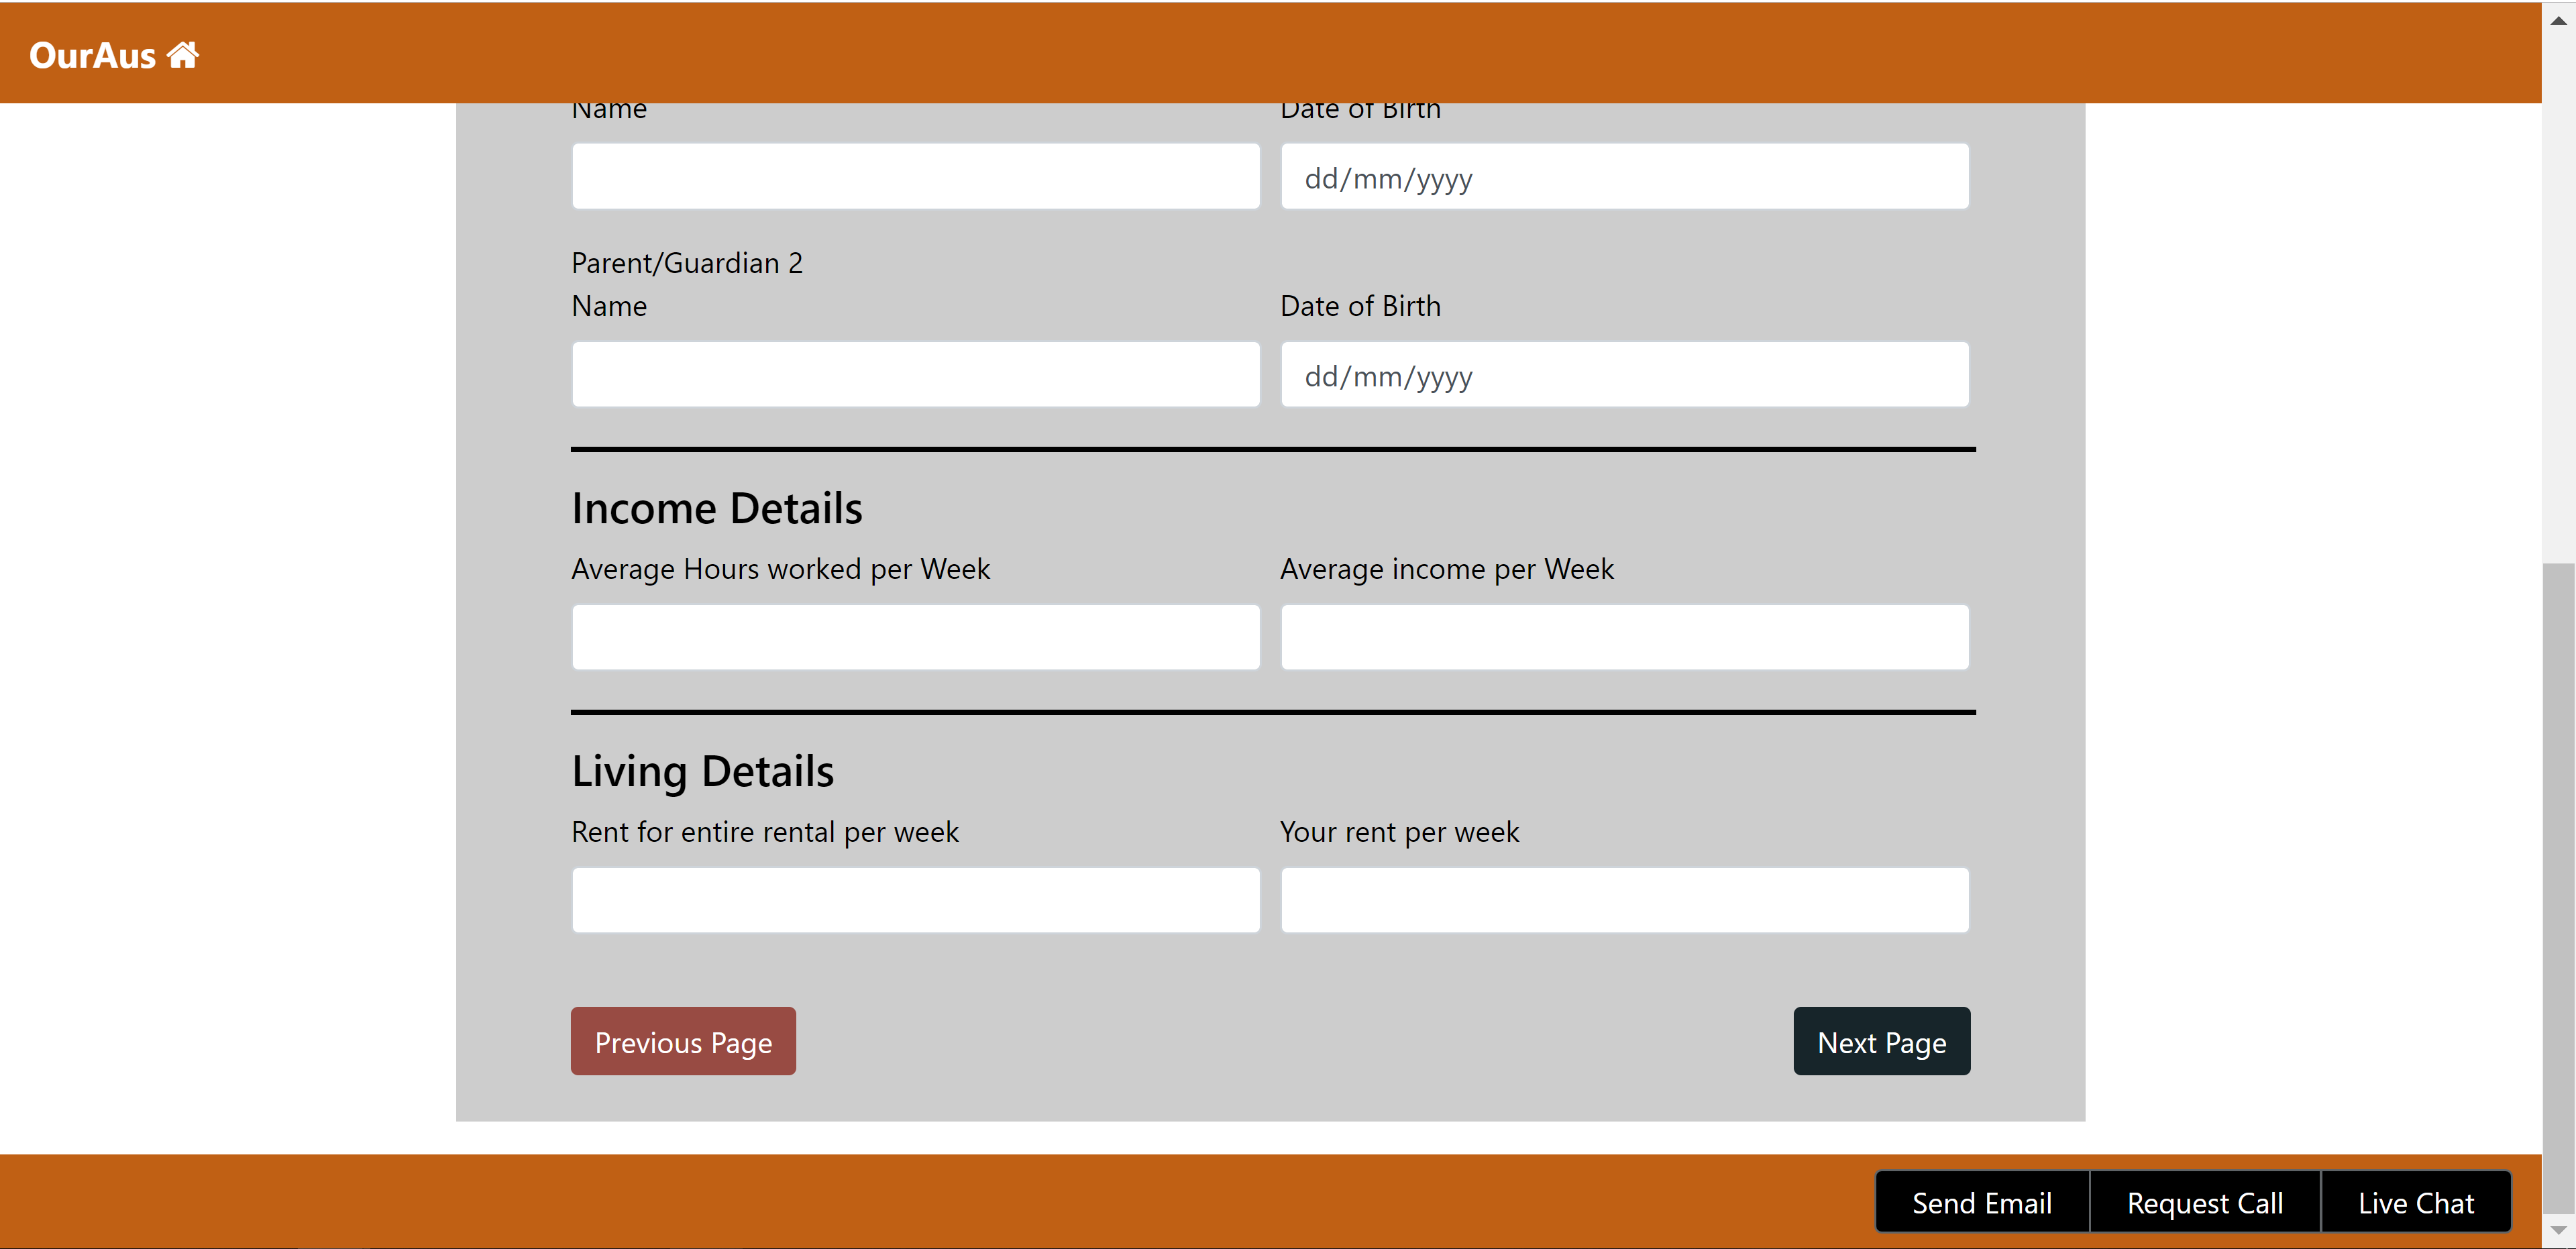 OurAus
Name Date of Birth
dd/mm/yyyy
Parent/Guardian 2
Name Date of Birth
dd/mm/yyyy
Income Details
Average Hours worked per Week Average income per Week
Living Details
Rent for entire rental per week Your rent per week
Previous Page Next Page
Send Email Request Call Live Chat